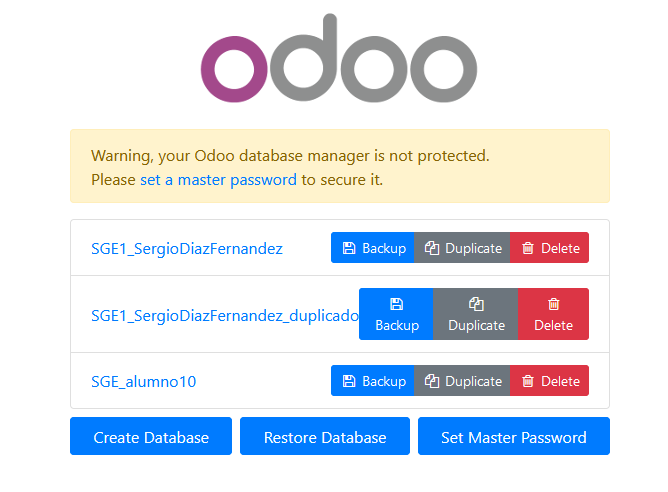 odoo
Warning, your Odoo database manager is not protected.
Please set a master password to secure it.
SGE1_SergioDiazFernandez Backup Duplicate Delete
SGE1_SergioDiazFernandez_duplicado Backup Duplicate Delete
SGE_alumno10 Backup Duplicate Delete
Create Database Restore Database Set Master Password